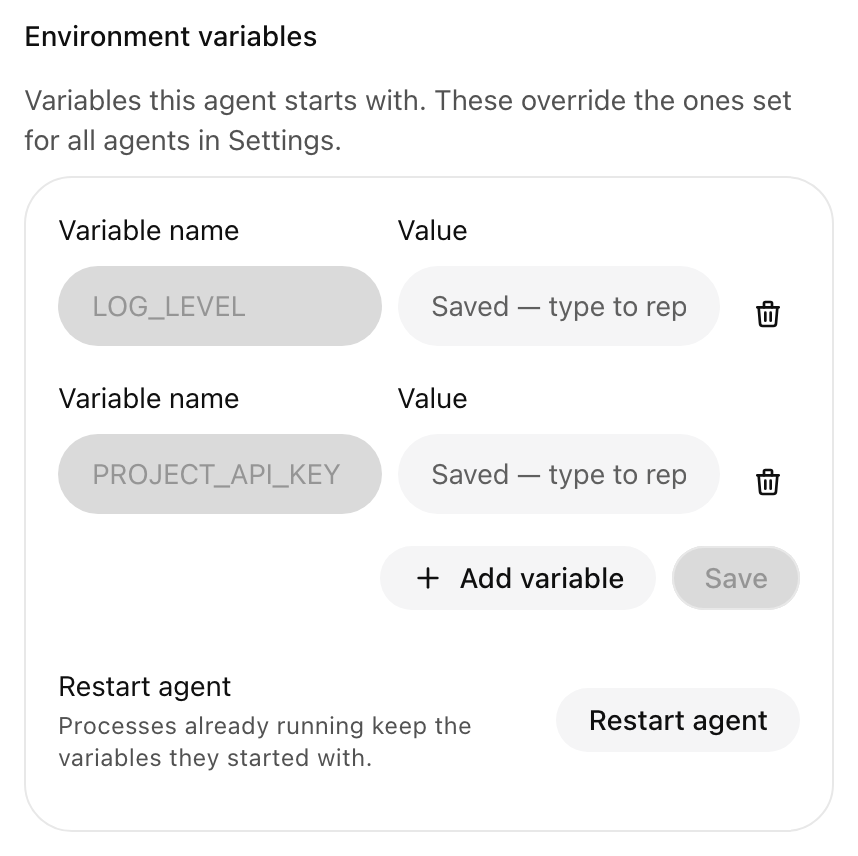 Environment variables
Variables this agent starts with. These override the ones set
for all agents in Settings.
Variable name
Value
LOG_LEVEL
Saved — type to rep
Variable name
Value
PROJECT_API_KEY
Saved — type to rep
Add variable
Save
Restart agent
Processes already running keep the
variables they started with.
Restart agent